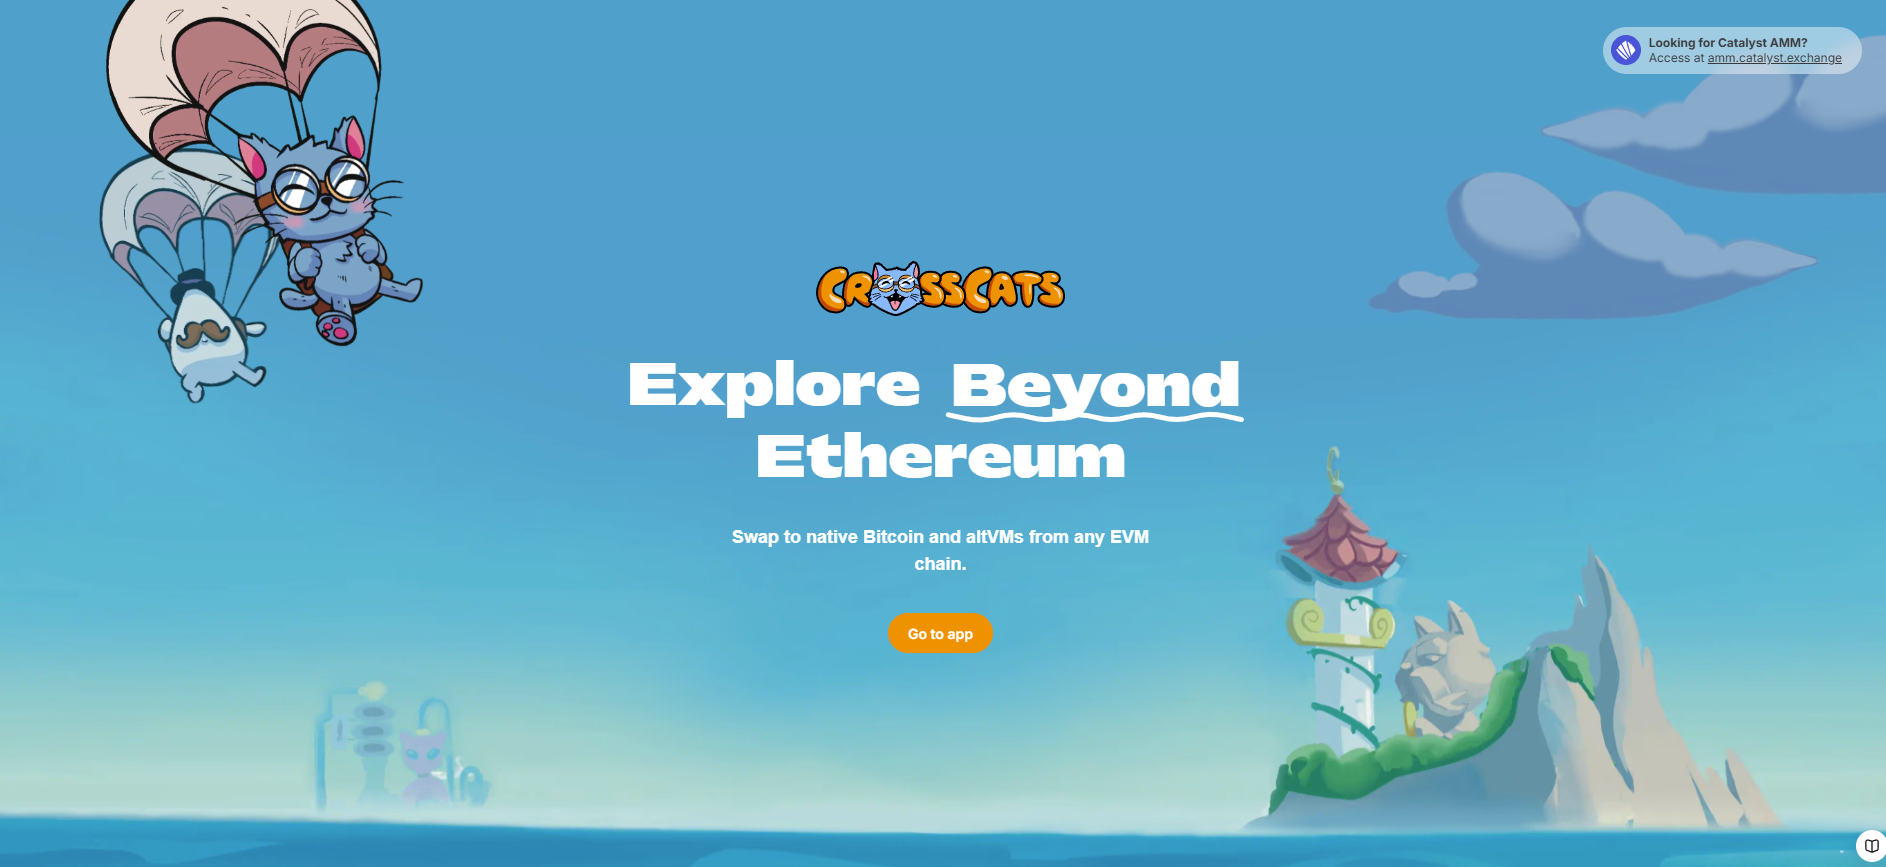 Looking for Catalyst AMM?
Access at amm.catalyst.exchange
CROSSCATS
Explore Beyond
Ethereum
Swap to native Bitcoin and altVMs from any EVM
chain.
Go to app